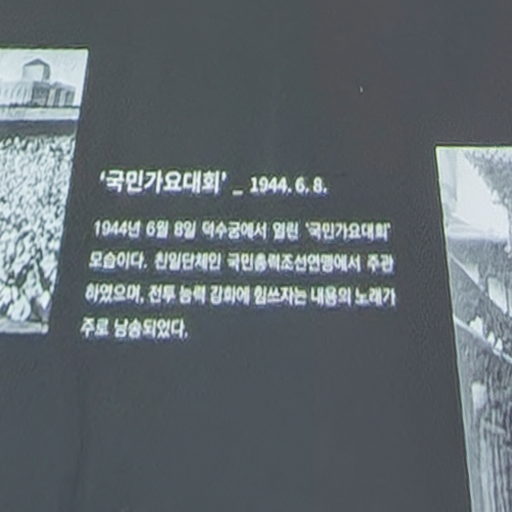 ‘국민가요대회’ _ 1944. 6. 8.
1944년 6월 8일 덕수궁에서 열린 ‘국민가요대회’
모습이다. 친일단체인 국민총력조선연맹에서 주관
하였으며, 전투 능력 강화에 힘쓰자는 내용의 노래가
주로 낭송되었다.